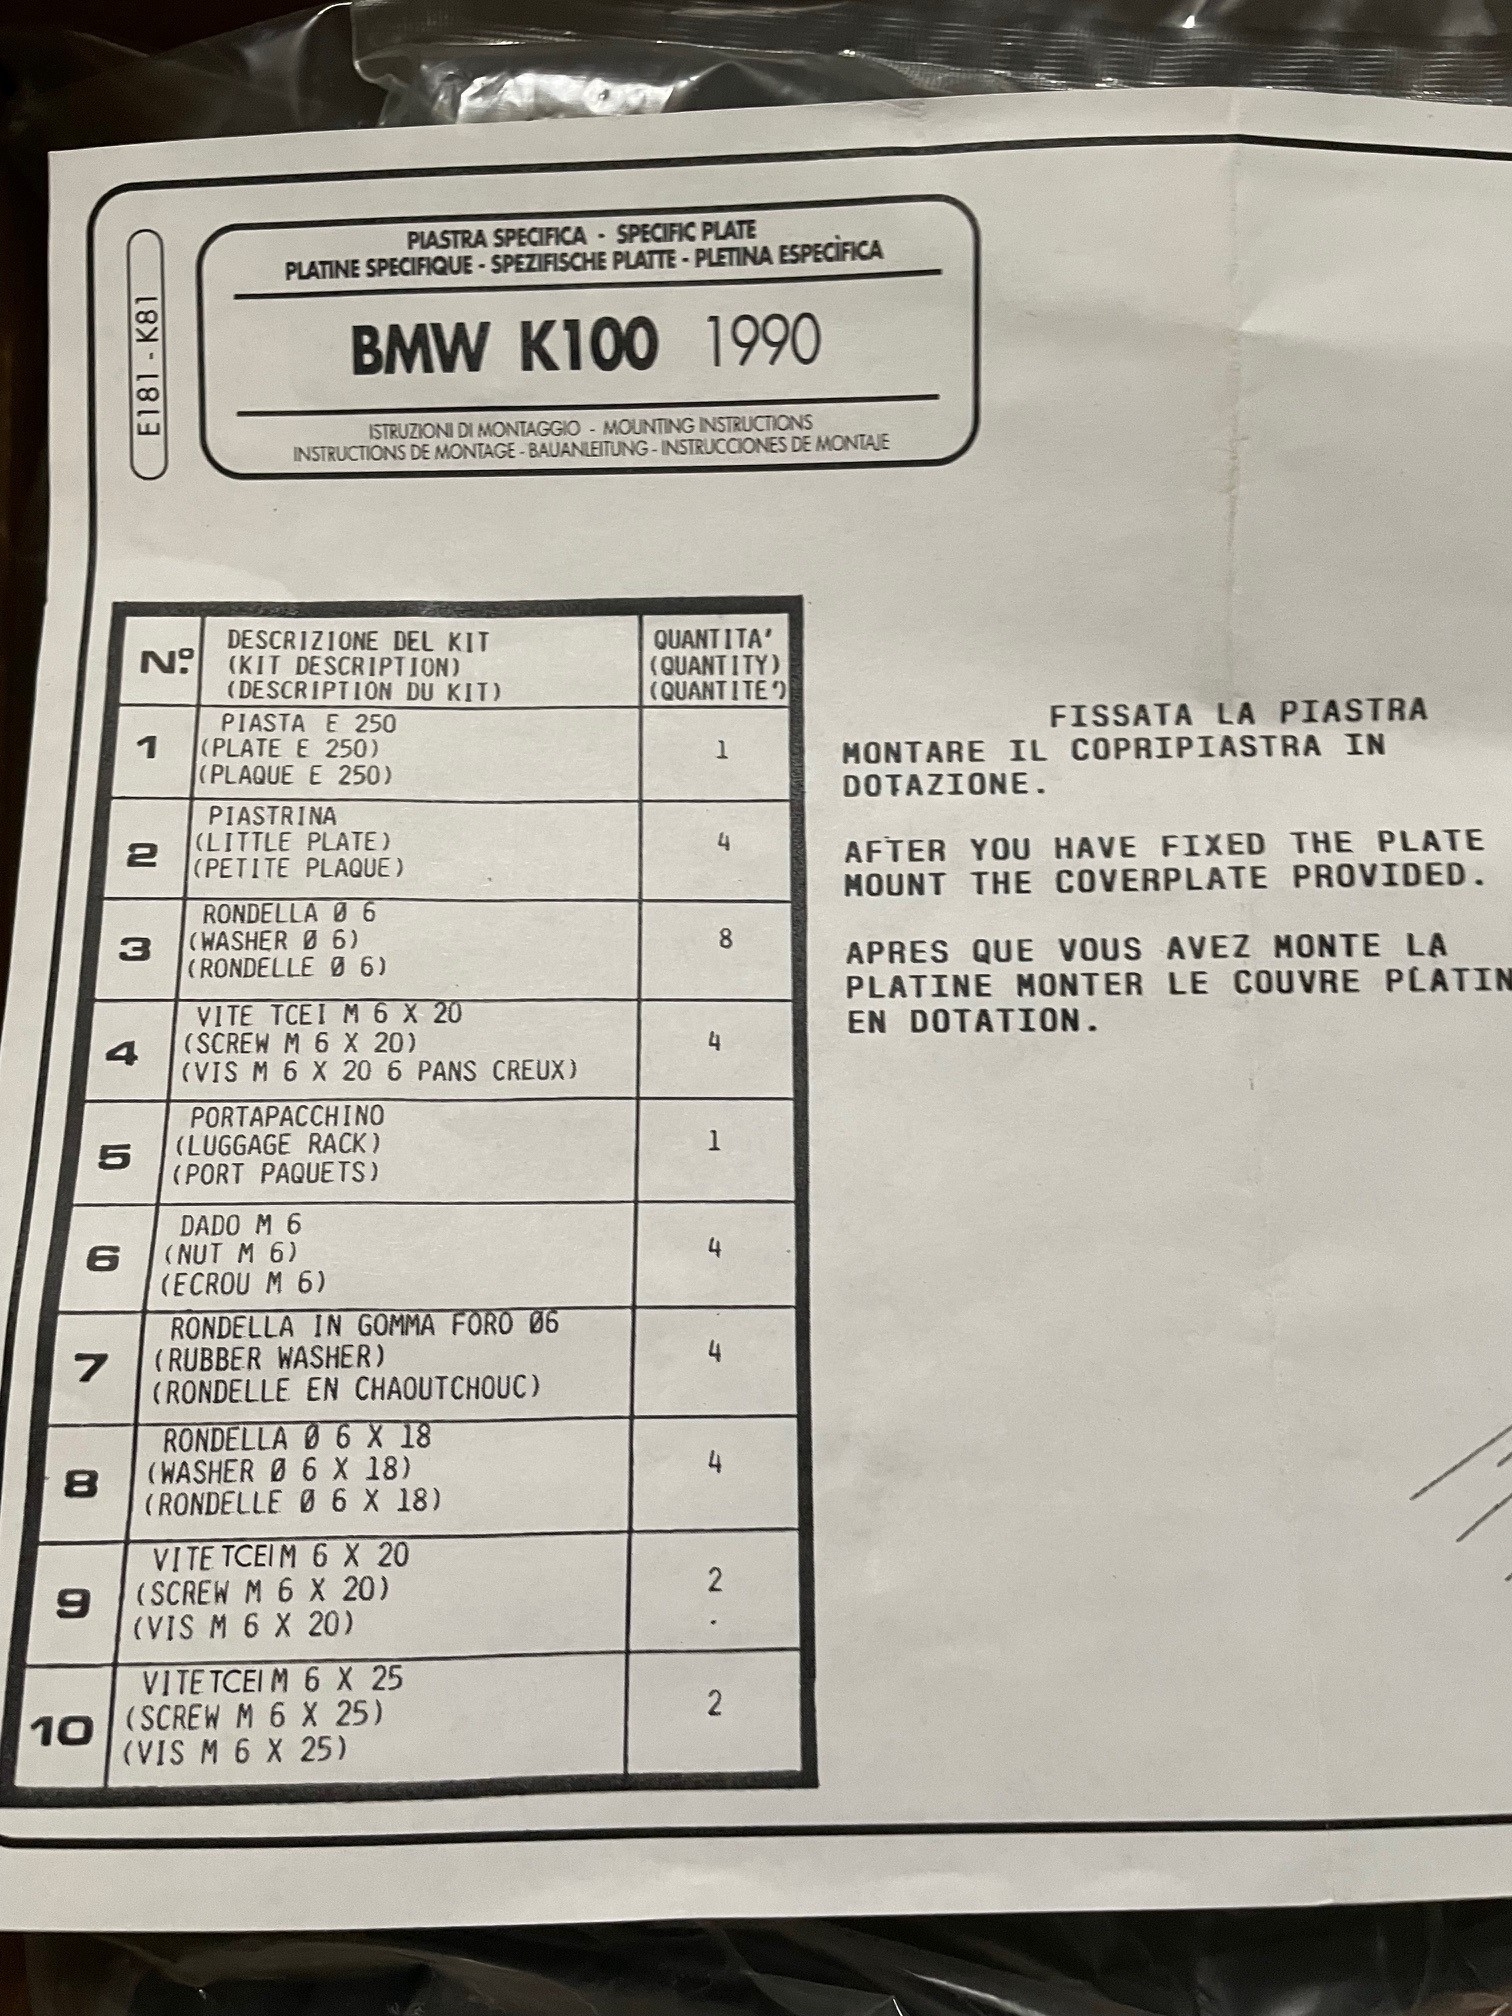 E181 - K81
PIASTRA SPECIFICA - SPECIFIC PLATE
PLATINE SPECIFIQUE - SPEZIFISCHE PLATTE - PLETINA ESPECÌFICA
BMW K100 1990
ISTRUZIONI DI MONTAGGIO - MOUNTING INSTRUCTIONS
INSTRUCTIONS DE MONTAGE - BAUANLEITUNG - INSTRUCCIONES DE MONTAJE
N.º DESCRIZIONE DEL KIT QUANTITA'
(KIT DESCRIPTION) (QUANTITY)
(DESCRIPTION DU KIT) (QUANTITE')
PIASTA E 250
1 (PLATE E 250) 1
(PLAQUE E 250)
PIASTRINA
2 (LITTLE PLATE) 4
(PETITE PLAQUE)
RONDELLA Ø 6
3 (WASHER Ø 6) 8
(RONDELLE Ø 6)
VITE TCEI M 6 X 20
4 (SCREW M 6 X 20) 4
(VIS M 6 X 20 6 PANS CREUX)
PORTAPACCHINO
5 (LUGGAGE RACK) 1
(PORT PAQUETS)
DADO M 6
6 (NUT M 6) 4
(ECROU M 6)
RONDELLA IN GOMMA FORO Ø6
7 (RUBBER WASHER) 4
(RONDELLE EN CHAOUTCHOUC)
RONDELLA Ø 6 X 18
8 (WASHER Ø 6 X 18) 4
(RONDELLE Ø 6 X 18)
VITE TCEI M 6 X 20
9 (SCREW M 6 X 20) 2
(VIS M 6 X 20)
VITE TCEI M 6 X 25
10 (SCREW M 6 X 25) 2
(VIS M 6 X 25)
FISSATA LA PIASTRA
MONTARE IL COPRIPIASTRA IN
DOTAZIONE.
AFTER YOU HAVE FIXED THE PLATE
MOUNT THE COVERPLATE PROVIDED.
APRES QUE VOUS AVEZ MONTE LA
PLATINE MONTER LE COUVRE PLATIN
EN DOTATION.